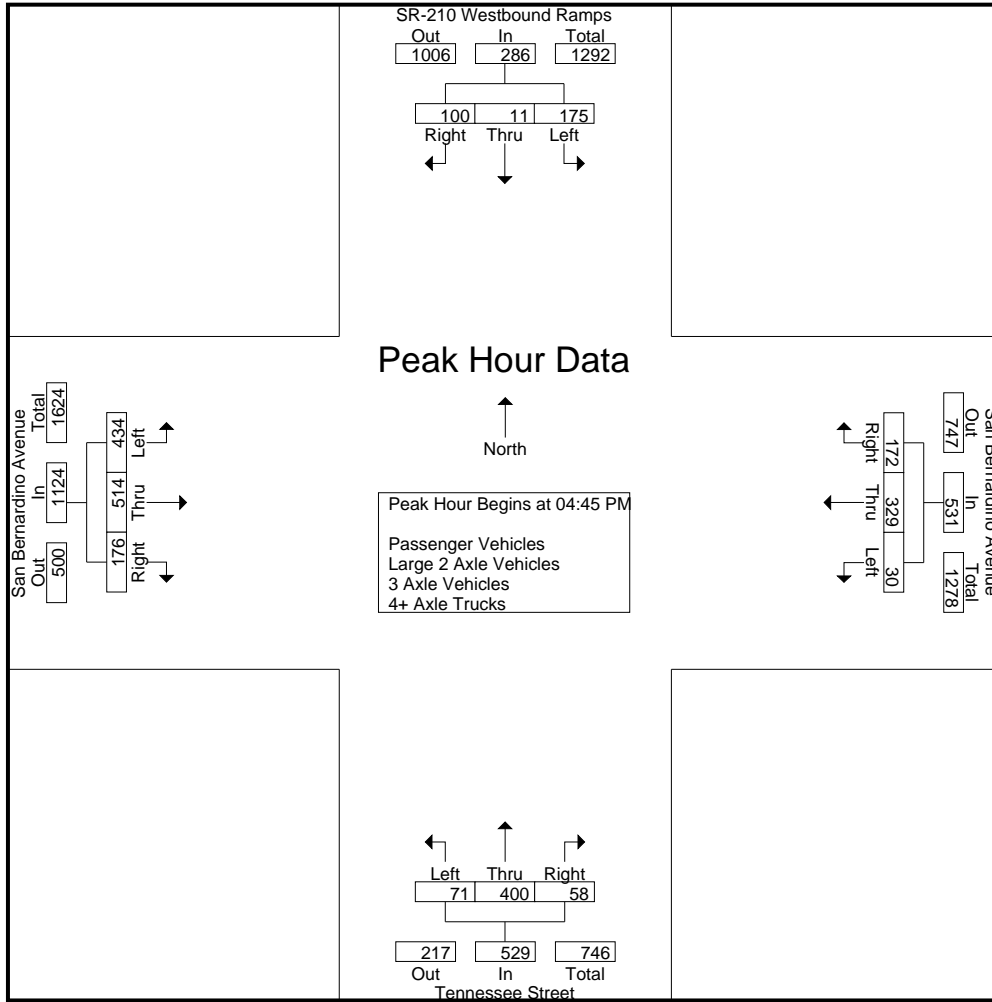 SR-210 Westbound Ramps
Out In Total
1006 286 1292
100 11 175
Right Thru Left
Peak Hour Data
North
Peak Hour Begins at 04:45 PM
Passenger Vehicles
Large 2 Axle Vehicles
3 Axle Vehicles
4+ Axle Trucks
San Bernardino Avenue
Out In Total
500 1124 1624
176 514 434
Right Thru Left
San Bernardino Avenue
Out In Total
747 531 1278
172 329 30
Right Thru Left
Left Thru Right
71 400 58
217 529 746
Out In Total
Tennessee Street